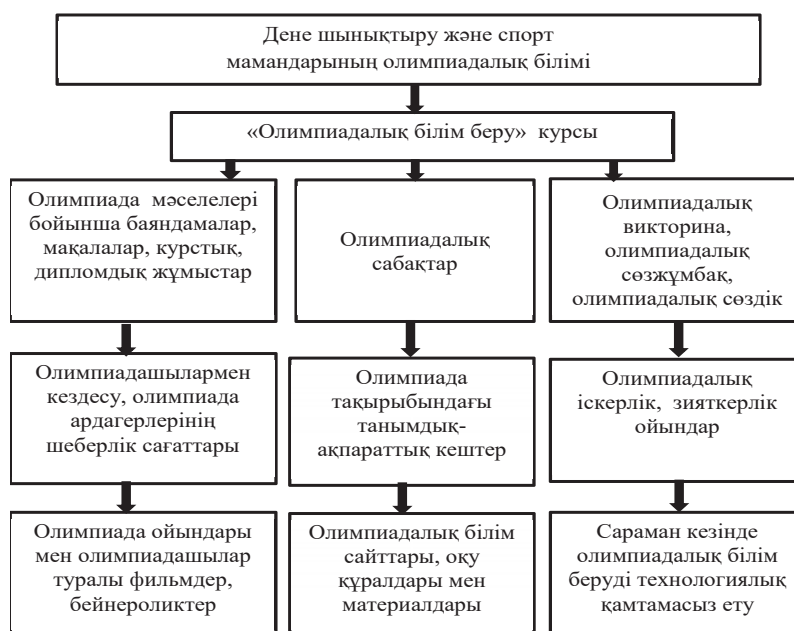 Дене шынықтыру және спорт
мамандарының олимпиадалық білімі
«Олимпиадалық білім беру» курсы
Олимпиада мәселелері
бойынша баяндамалар,
мақалалар, курстық,
дипломдық жұмыстар
Олимпиадалық
сабақтар
Олимпиадалық
викторина,
олимпиадалық
сөзжұмбақ,
олимпиадалық сөздік
Олимпиадашылармен
кездесу, олимпиада
ардагерлерінің
шеберлік сағаттары
Олимпиада
тақырыбындағы
танымдық-
ақпараттық кештер
Олимпиадалық
іскерлік, зияткерлік
ойындар
Олимпиада ойындары
мен олимпиадашылар
туралы фильмдер,
бейнероликтер
Олимпиадалық білім
сайттары, оқу
құралдары мен
материалдары
Сараман кезінде
олимпиадалық білім
беруді технологиялық
қамтамасыз ету